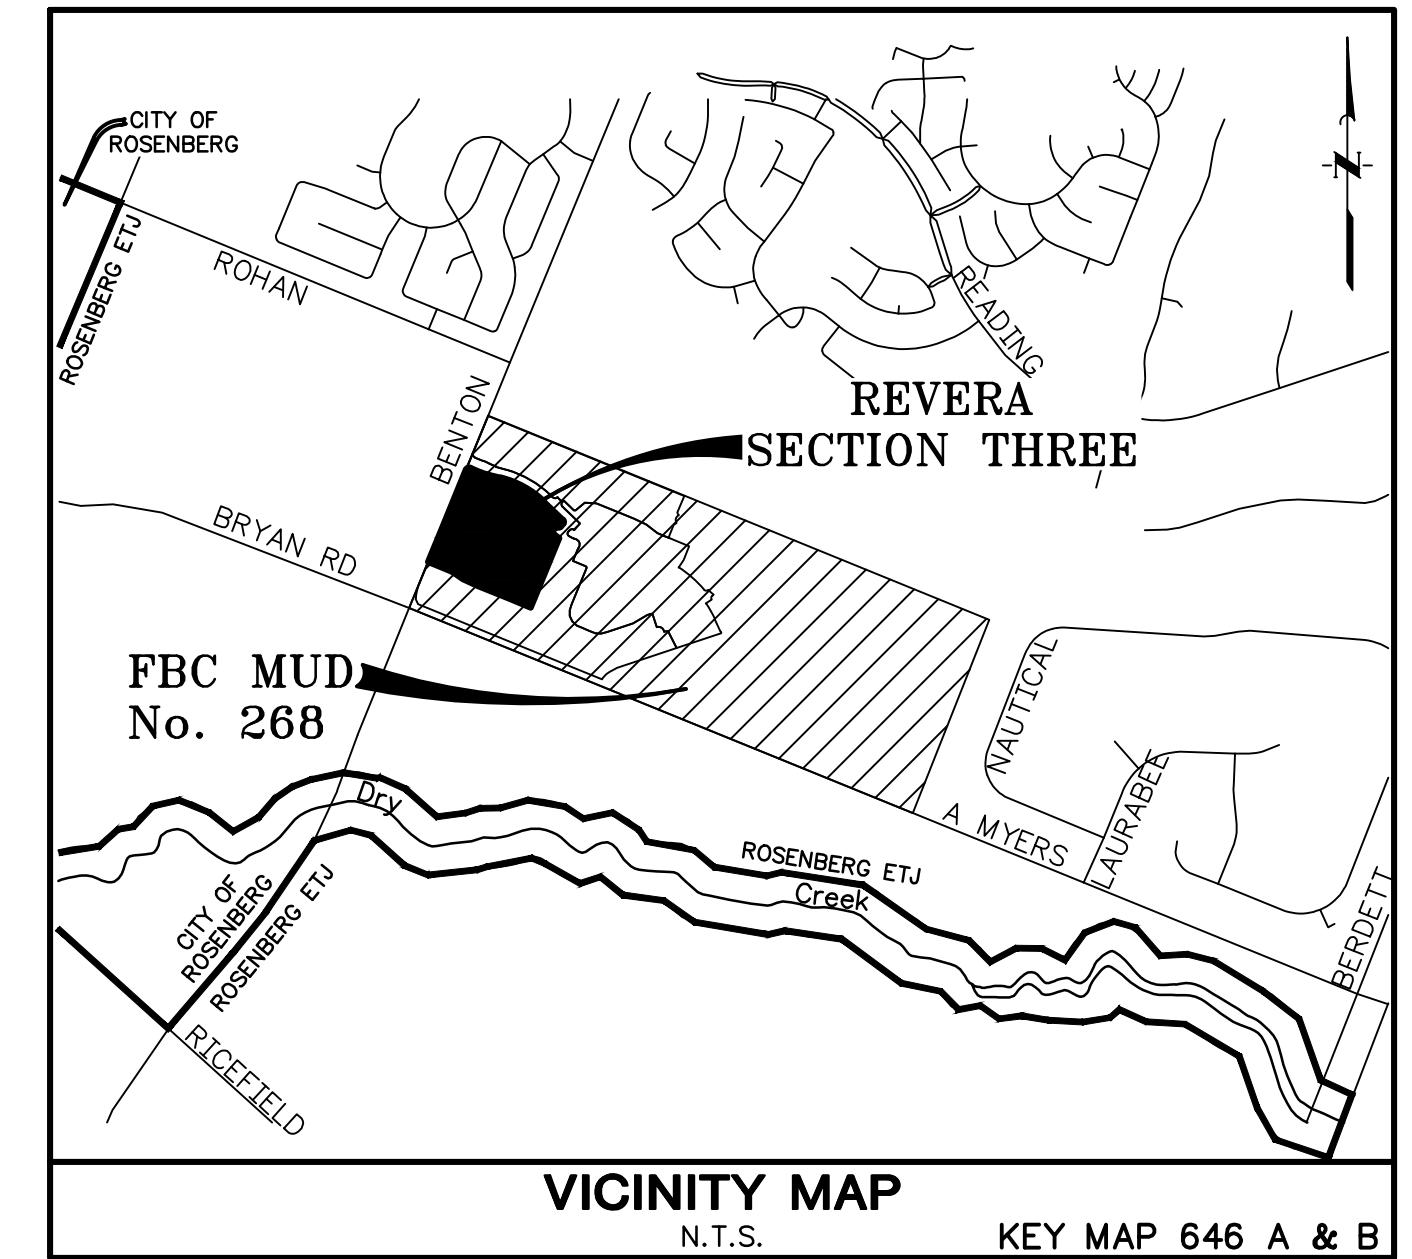 CITY OF
ROSENBERG
ROSENBERG ETJ
ROHAN
READING
BENTON
REVERA
SECTION THREE
N
BRYAN RD
FBC MUD
No. 268
NAUTICAL
LAURABEE
A MYERS
BERDETT
Dry
Creek
ROSENBERG ETJ
CITY OF
ROSENBERG
ROSENBERG ETJ
RICEFIELD
VICINITY MAP
N.T.S.
KEY MAP 646 A & B